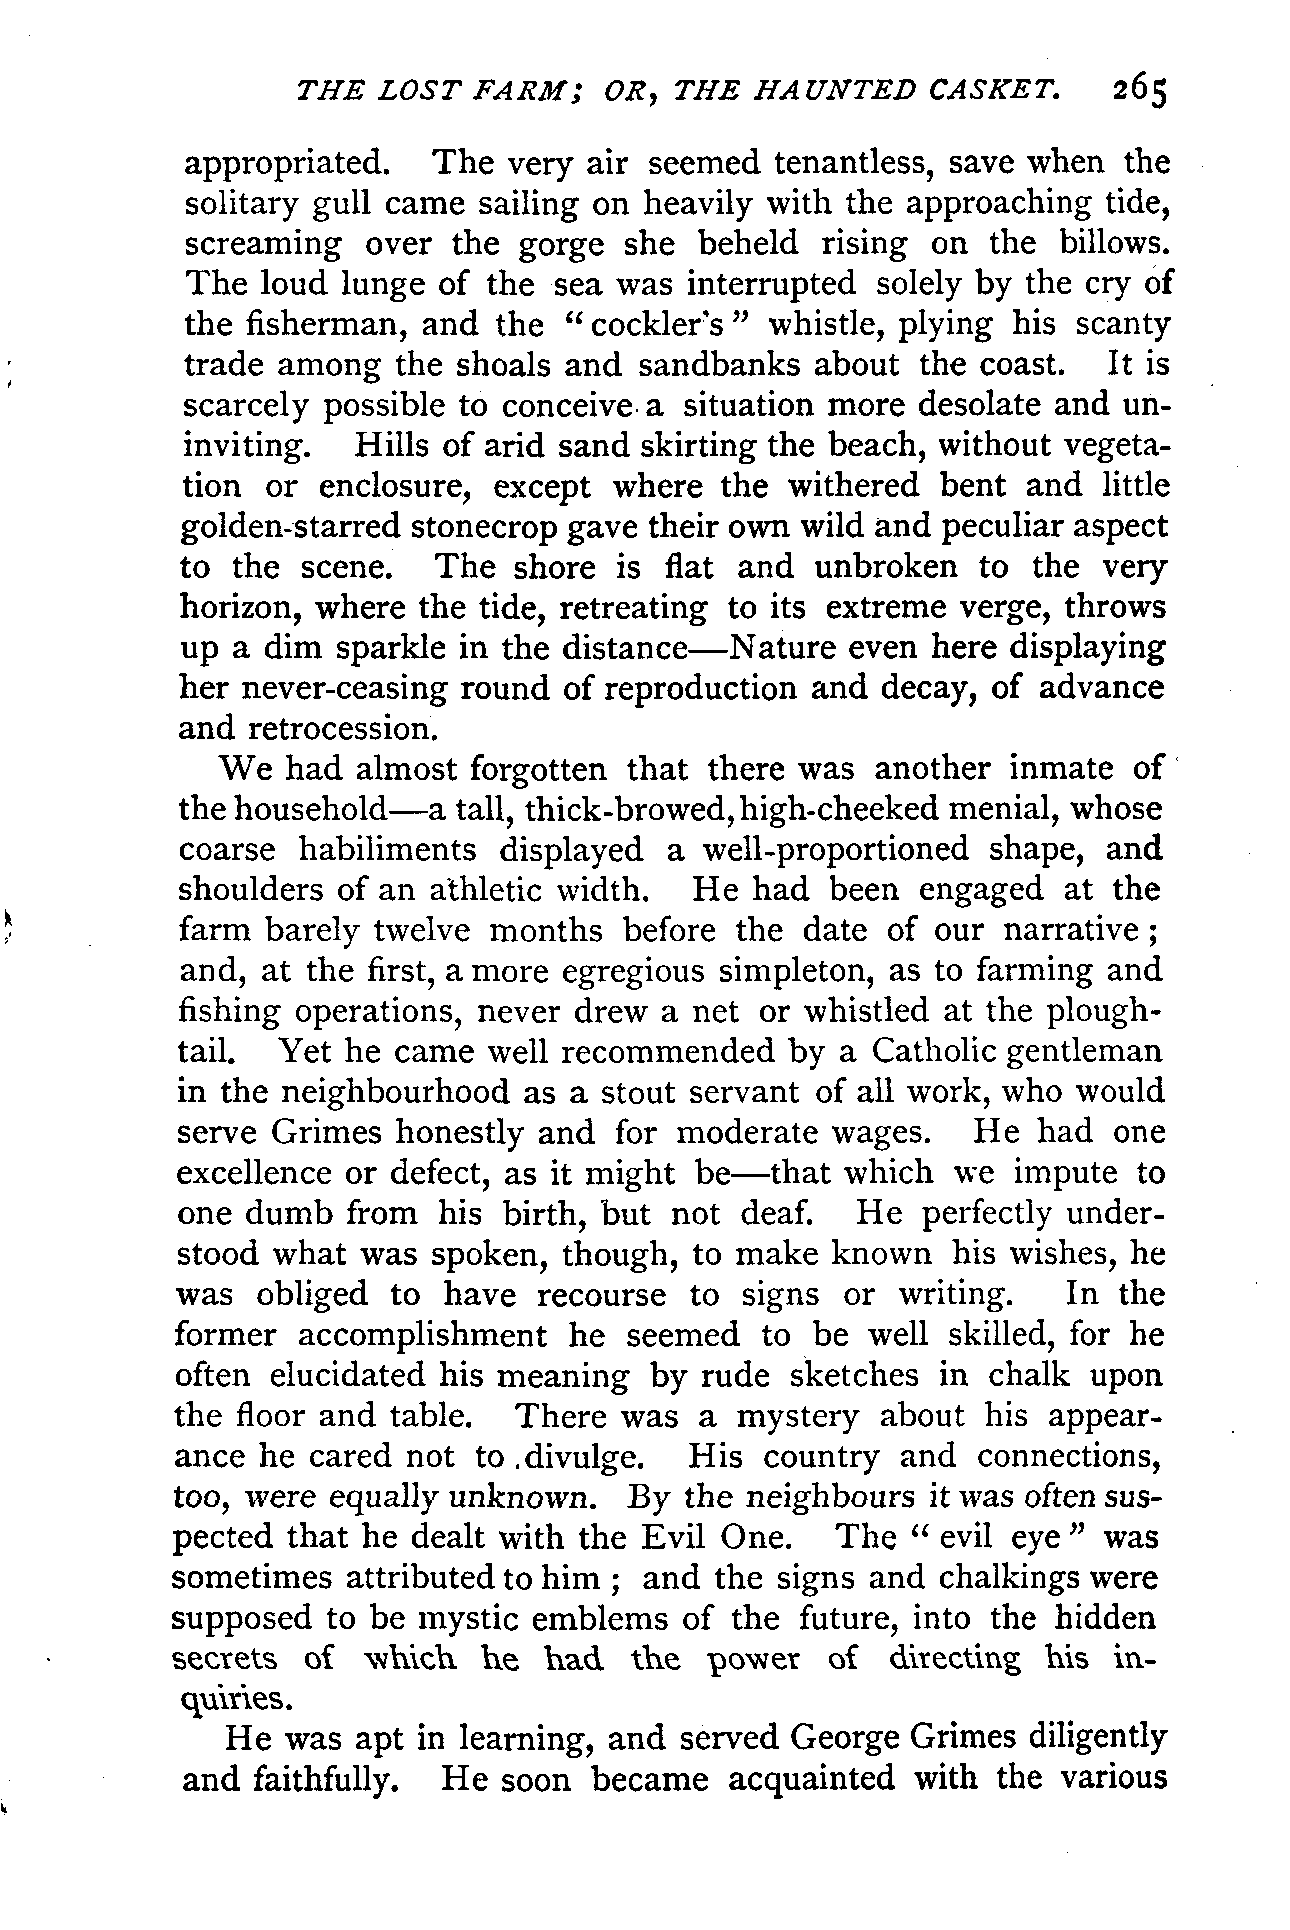 THE LOST FARM; OR, THE HAUNTED CASKET. 265
appropriated. The very air seemed tenantless, save when the
solitary gull came sailing on heavily with the approaching tide,
screaming over the gorge she beheld rising on the billows.
The loud lunge of the sea was interrupted solely by the cry of
the fisherman, and the “cockler's” whistle, plying his scanty
trade among the shoals and sandbanks about the coast. It is
scarcely possible to conceive a situation more desolate and un-
inviting. Hills of arid sand skirting the beach, without vegeta-
tion or enclosure, except where the withered bent and little
golden-starred stonecrop gave their own wild and peculiar aspect
to the scene. The shore is flat and unbroken to the very
horizon, where the tide, retreating to its extreme verge, throws
up a dim sparkle in the distance—Nature even here displaying
her never-ceasing round of reproduction and decay, of advance
and retrocession.
We had almost forgotten that there was another inmate of
the household—a tall, thick-browed, high-cheeked menial, whose
coarse habiliments displayed a well-proportioned shape, and
shoulders of an athletic width. He had been engaged at the
farm barely twelve months before the date of our narrative;
and, at the first, a more egregious simpleton, as to farming and
fishing operations, never drew a net or whistled at the plough-
tail. Yet he came well recommended by a Catholic gentleman
in the neighbourhood as a stout servant of all work, who would
serve Grimes honestly and for moderate wages. He had one
excellence or defect, as it might be—that which we impute to
one dumb from his birth, but not deaf. He perfectly under-
stood what was spoken, though, to make known his wishes, he
was obliged to have recourse to signs or writing. In the
former accomplishment he seemed to be well skilled, for he
often elucidated his meaning by rude sketches in chalk upon
the floor and table. There was a mystery about his appear-
ance he cared not to divulge. His country and connections,
too, were equally unknown. By the neighbours it was often sus-
pected that he dealt with the Evil One. The “evil eye” was
sometimes attributed to him; and the signs and chalkings were
supposed to be mystic emblems of the future, into the hidden
secrets of which he had the power of directing his in-
quiries.
He was apt in learning, and served George Grimes diligently
and faithfully. He soon became acquainted with the various